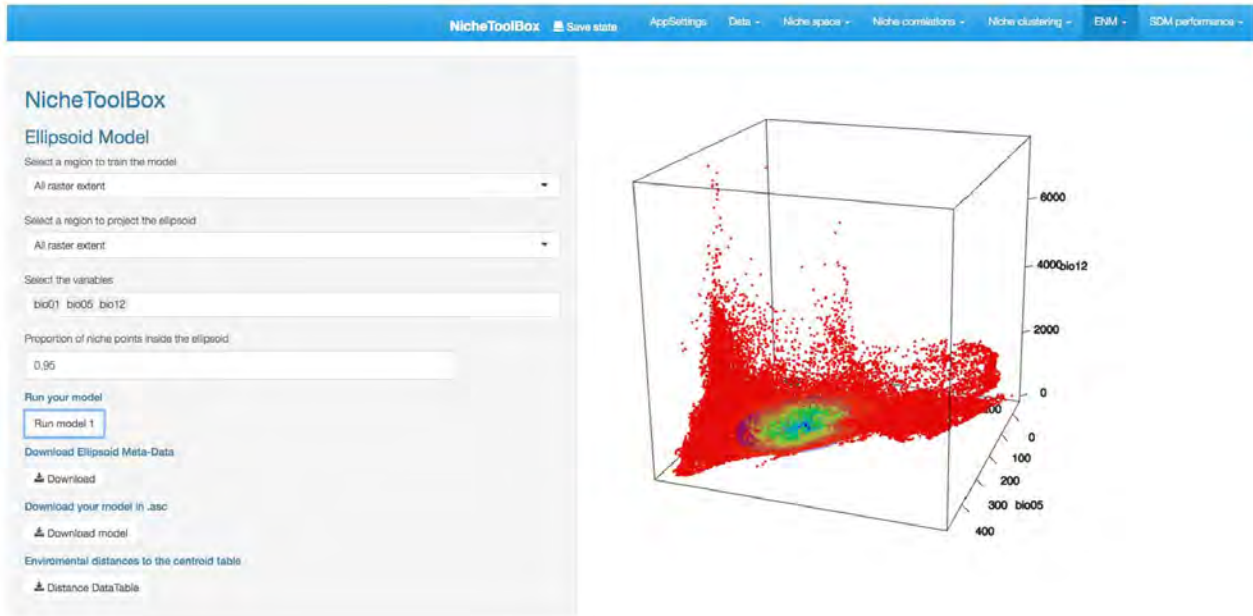 NicheToolBox Save state AppSettings Data Niche space Niche correlations Niche clustering ENM SDM performance
NicheToolBox
Ellipsoid Model
Select a region to train the model
All raster extent
Select a region to project the ellipsoid
All raster extent
Select the variables
bio01 bio05 bio12
Proportion of niche points inside the ellipsoid
0.95
Run your model
Run model 1
Download Ellipsoid Meta-Data
Download
Download your model in .asc
Download model
Enviromental distances to the centroid table
Distance DataTable
6000
4000 bio12
2000
0
0
100
200
300 bio05
400